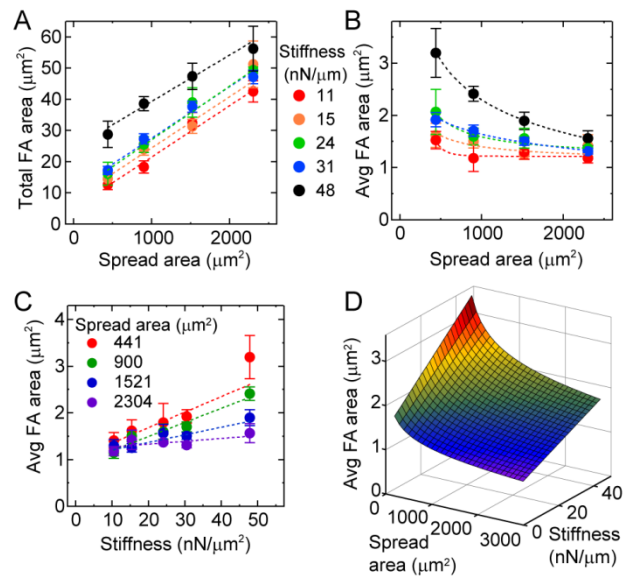 A
Total FA area (μm²)
60
50
40
30
20
10
0
0 1000 2000
Spread area (μm²)
Stiffness
(nN/μm)
11
15
24
31
48
B
Avg FA area (μm²)
3
2
1
0
0 1000 2000
Spread area (μm²)
C
Avg FA area (μm²)
4
3
2
1
0
Spread area (μm²)
441
900
1521
2304
0 10 20 30 40 50
Stiffness (nN/μm²)
D
Avg FA area (μm²)
3
2
1
0
0
1000
2000
3000
Spread
area (μm²)
0
20
40
Stiffness
(nN/μm)